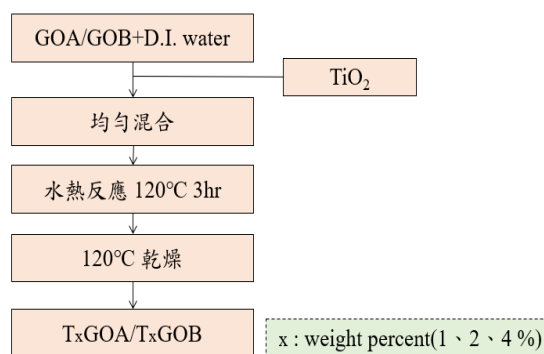 GOA/GOB+D.I. water
TiO₂
均勻混合
水熱反應 120℃ 3hr
120℃ 乾燥
TxGOA/TxGOB
x : weight percent(1、2、4 %)